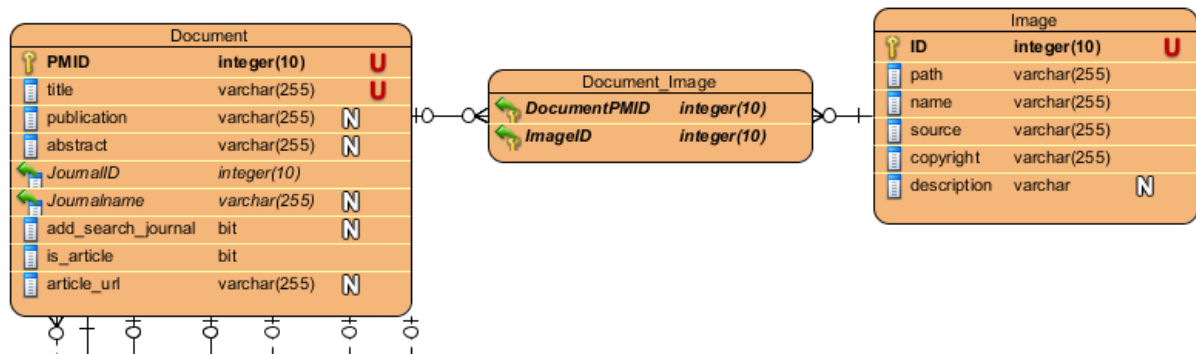 Document
PMID integer(10) U
title varchar(255) U
publication varchar(255) N
abstract varchar(255) N
JournalID integer(10)
Journalname varchar(255) N
add_search_journal bit N
is_article bit
article_url varchar(255) N
Document_Image
DocumentPMID integer(10)
ImageID integer(10)
Image
ID integer(10) U
path varchar(255)
name varchar(255)
source varchar(255)
copyright varchar(255)
description varchar N